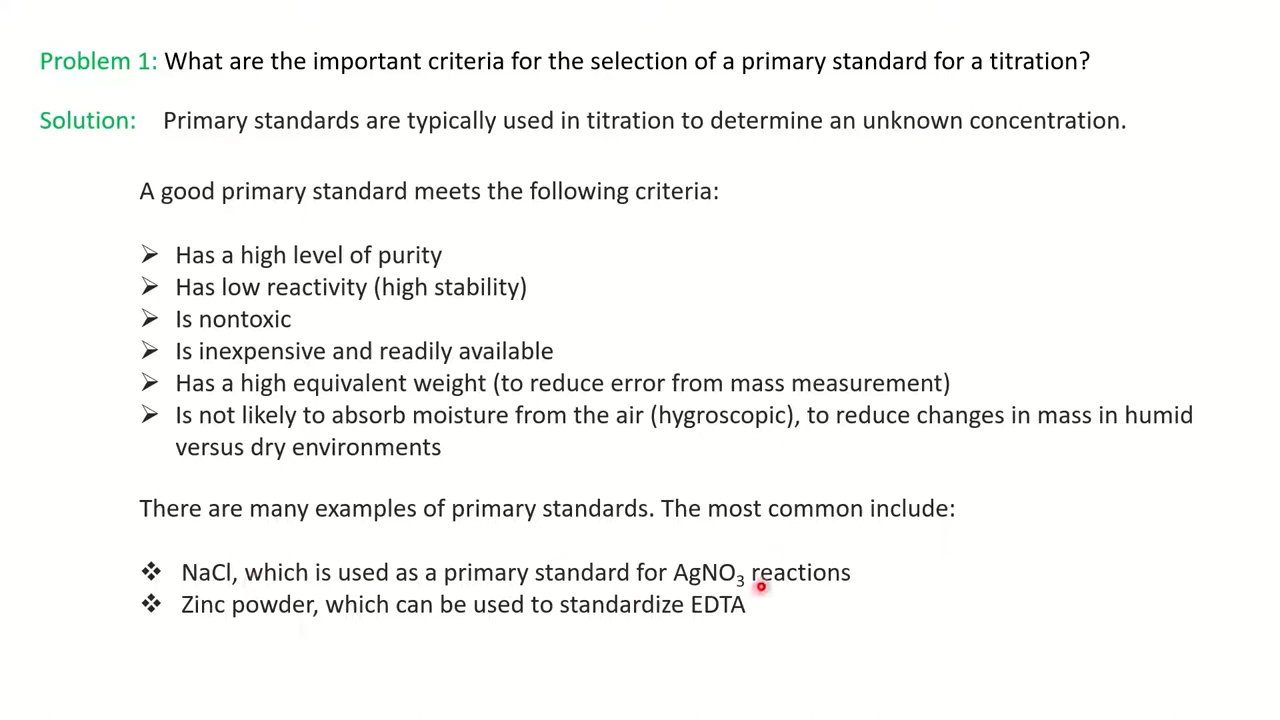 Problem 1: What are the important criteria for the selection of a primary standard for a titration?
Solution: Primary standards are typically used in titration to determine an unknown concentration.
A good primary standard meets the following criteria:
➢ Has a high level of purity
➢ Has low reactivity (high stability)
➢ Is nontoxic
➢ Is inexpensive and readily available
➢ Has a high equivalent weight (to reduce error from mass measurement)
➢ Is not likely to absorb moisture from the air (hygroscopic), to reduce changes in mass in humid
versus dry environments
There are many examples of primary standards. The most common include:
❖ NaCl, which is used as a primary standard for AgNO₃ reactions
❖ Zinc powder, which can be used to standardize EDTA